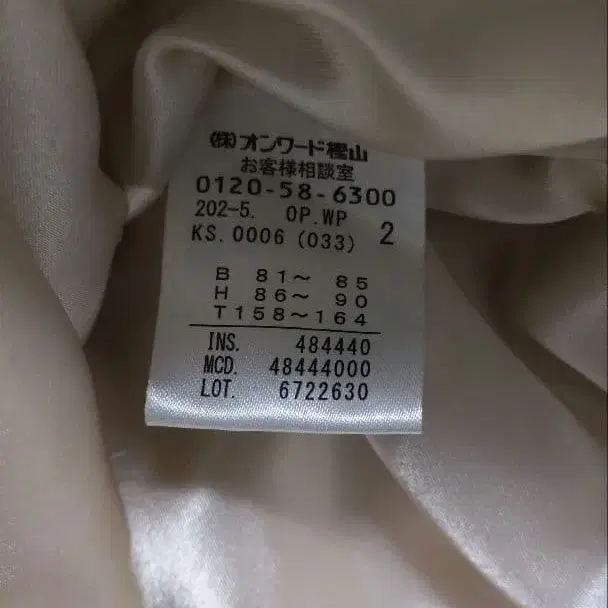 ㈱オンワード樫山
お客様相談室
0120-58-6300
202-5. OP.WP
KS.0006 (033) 2
B 81〜 85
H 86〜 90
T158〜164
INS. 484440
MCD. 48444000
LOT. 6722630